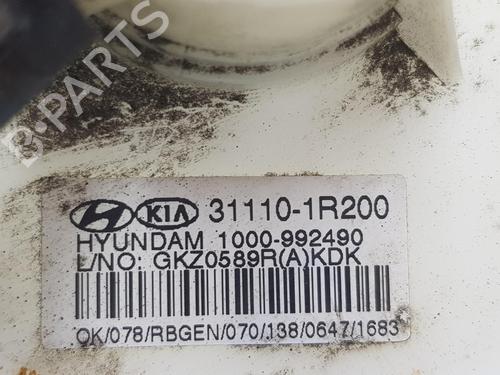 B-PARTS
KIA 31110-1R200
HYUNDAM 1000-992490
L/NO: GKZ0589R(A)KDK
OK/078/RBGEN/070/138/0647/1683